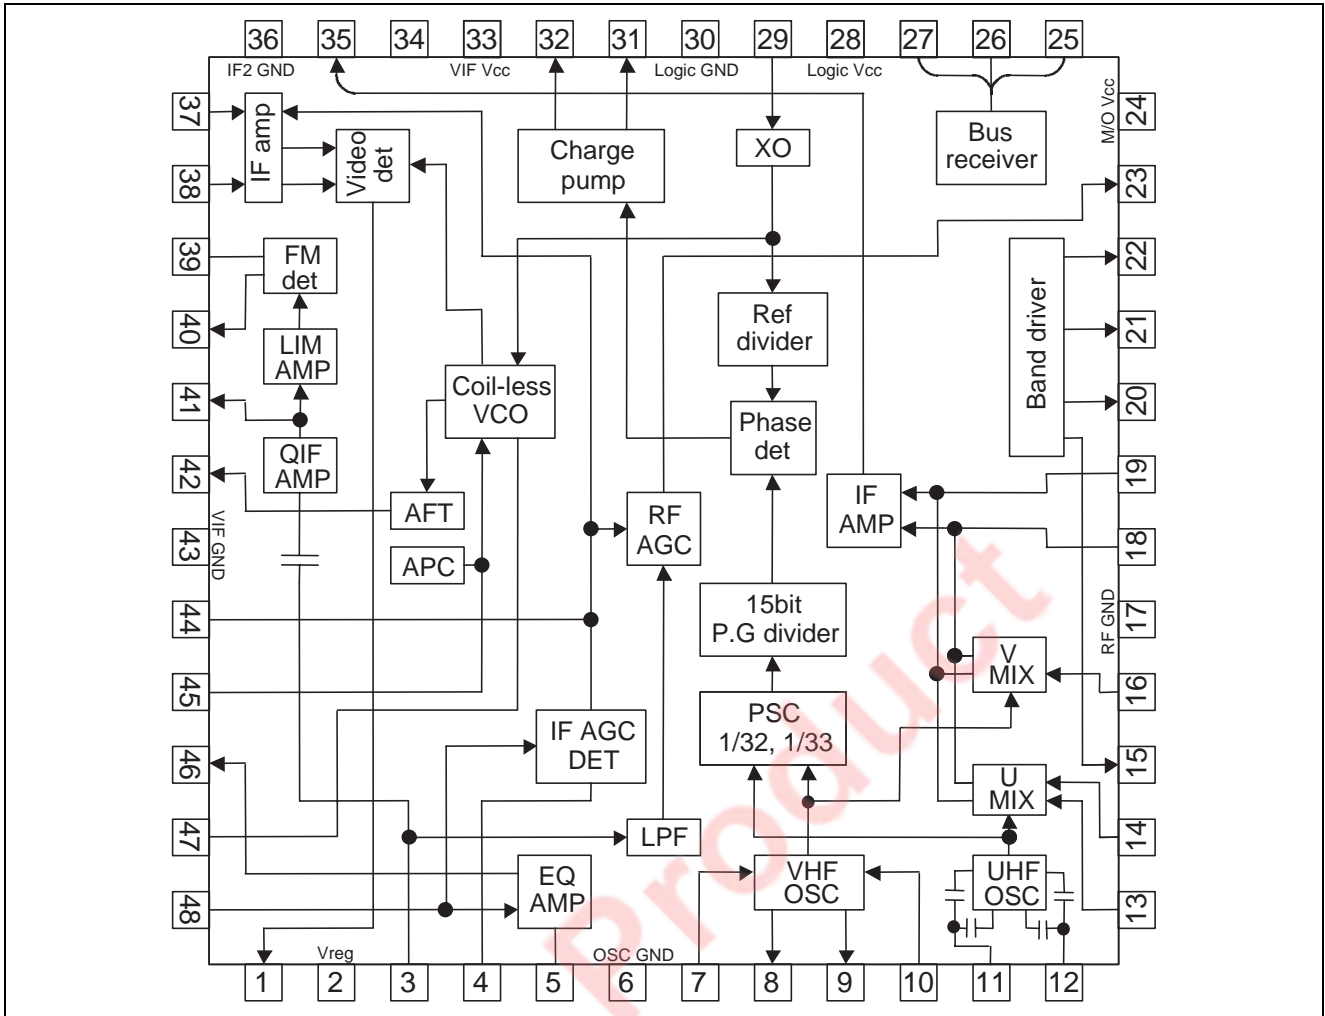 36 35 34 33 32 31 30 29 28 27 26 25
IF2 GND VIF Vcc Logic GND Logic Vcc
37
38
39
40
41
42
43
44
45
46
47
48
VIF GND
24
23
22
21
20
19
18
17
16
15
14
13
M/O Vcc
RF GND
IF amp
Video
det
Charge
pump
XO
Bus
receiver
FM
det
LIM
AMP
QIF
AMP
Coil-less
VCO
AFT
APC
Ref
divider
Phase
det
Band driver
IF
AMP
RF
AGC
15bit
P.G divider
PSC
1/32, 1/33
V
MIX
U
MIX
IF AGC
DET
LPF
EQ
AMP
VHF
OSC
UHF
OSC
Product
Vreg OSC GND
1 2 3 4 5 6 7 8 9 10 11 12